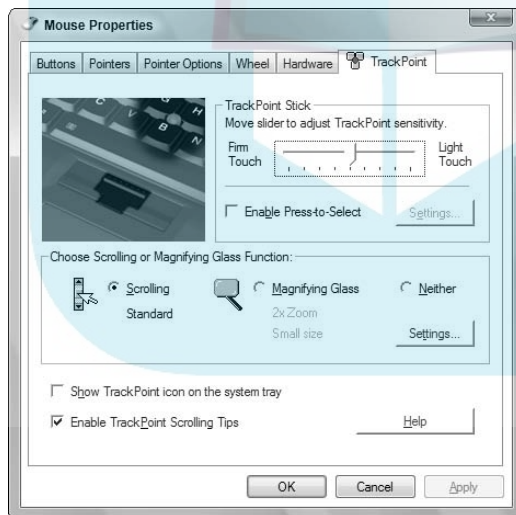 Mouse Properties
Buttons Pointers Pointer Options Wheel Hardware TrackPoint
TrackPoint Stick
Move slider to adjust TrackPoint sensitivity.
Firm Touch
Light Touch
Enable Press-to-Select
Settings...
Choose Scrolling or Magnifying Glass Function:
Scrolling
Standard
Magnifying Glass
2x Zoom
Small size
Neither
Settings...
Show TrackPoint icon on the system tray
Enable TrackPoint Scrolling Tips
Help
OK Cancel Apply